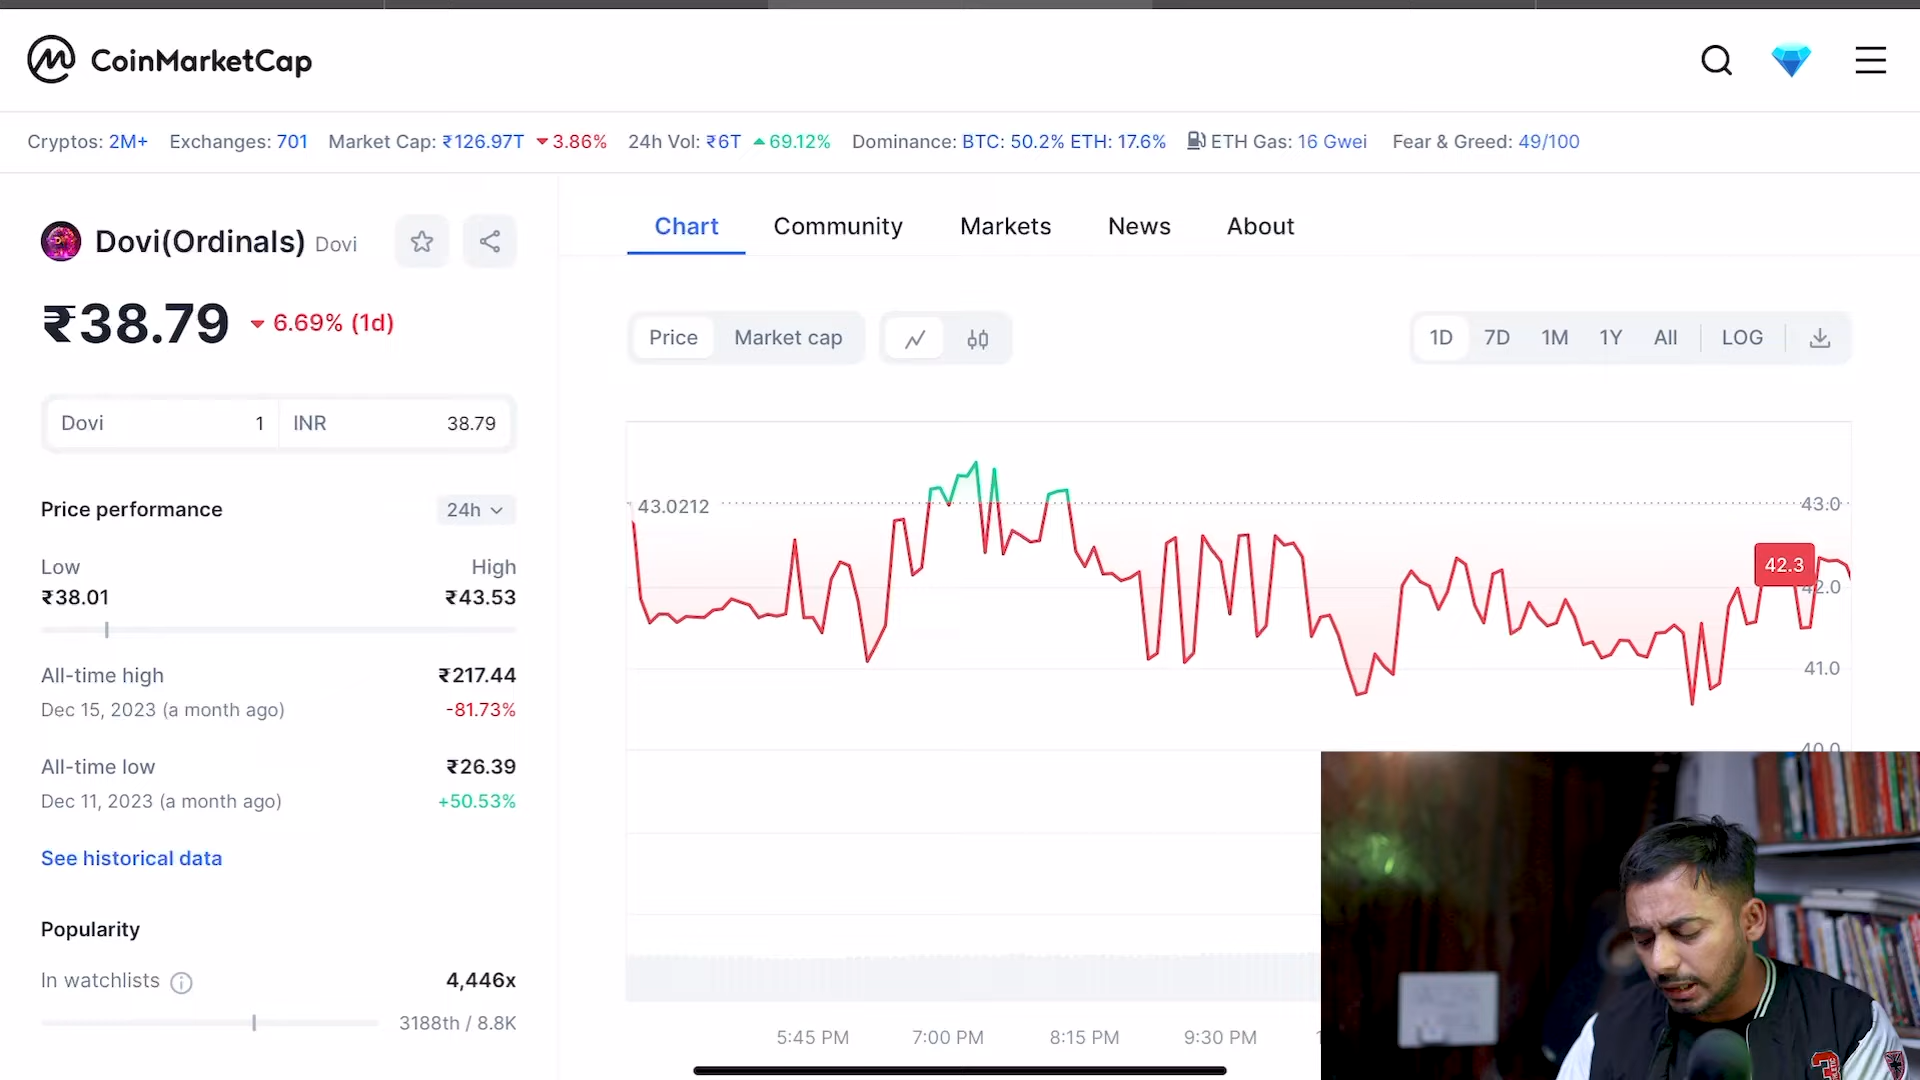 CoinMarketCap
Cryptos: 2M+ Exchanges: 701 Market Cap: ₹126.97T 3.86% 24h Vol: ₹6T 69.12% Dominance: BTC: 50.2% ETH: 17.6% ETH Gas: 16 Gwei Fear & Greed: 49/100
Dovi(Ordinals) Dovi
₹38.79 6.69% (1d)
Dovi 1 INR 38.79
Price performance 24h
Low High
₹38.01 ₹43.53
All-time high ₹217.44
Dec 15, 2023 (a month ago) -81.73%
All-time low ₹26.39
Dec 11, 2023 (a month ago) +50.53%
See historical data
Popularity
In watchlists 4,446x
3188th / 8.8K
Chart Community Markets News About
Price Market cap
1D 7D 1M 1Y All LOG
43.0212 43.0
42.3
42.0
41.0
40.0
5:45 PM 7:00 PM 8:15 PM 9:30 PM